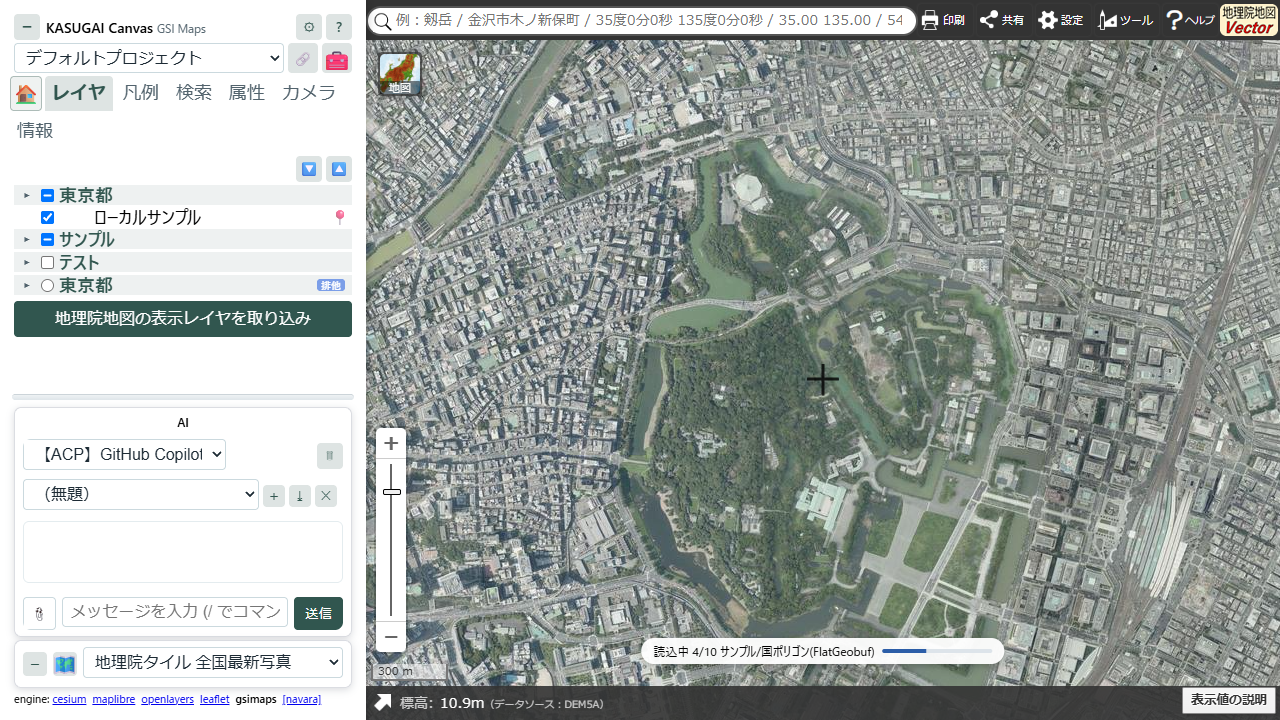 KASUGAI Canvas GSI Maps
?
デフォルトプロジェクト
レイヤ 凡例 検索 属性 カメラ
情報
東京都
ローカルサンプル
サンプル
テスト
東京都 排他
地理院地図の表示レイヤを取り込み
AI
【ACP】GitHub Copilot
（無題）
メッセージを入力 (/ でコマン
送信
地理院タイル 全国最新写真
engine: cesium maplibre openlayers leaflet gsimaps [navara]
例：剱岳 / 金沢市木ノ新保町 / 35度0分0秒 135度0分0秒 / 35.00 135.00 / 54
印刷 共有 設定 ツール ヘルプ
地理院地図
Vector
地図
読込中 4/10 サンプル/国ポリゴン(FlatGeobuf)
300 m
標高: 10.9m (データソース：DEM5A)
表示値の説明